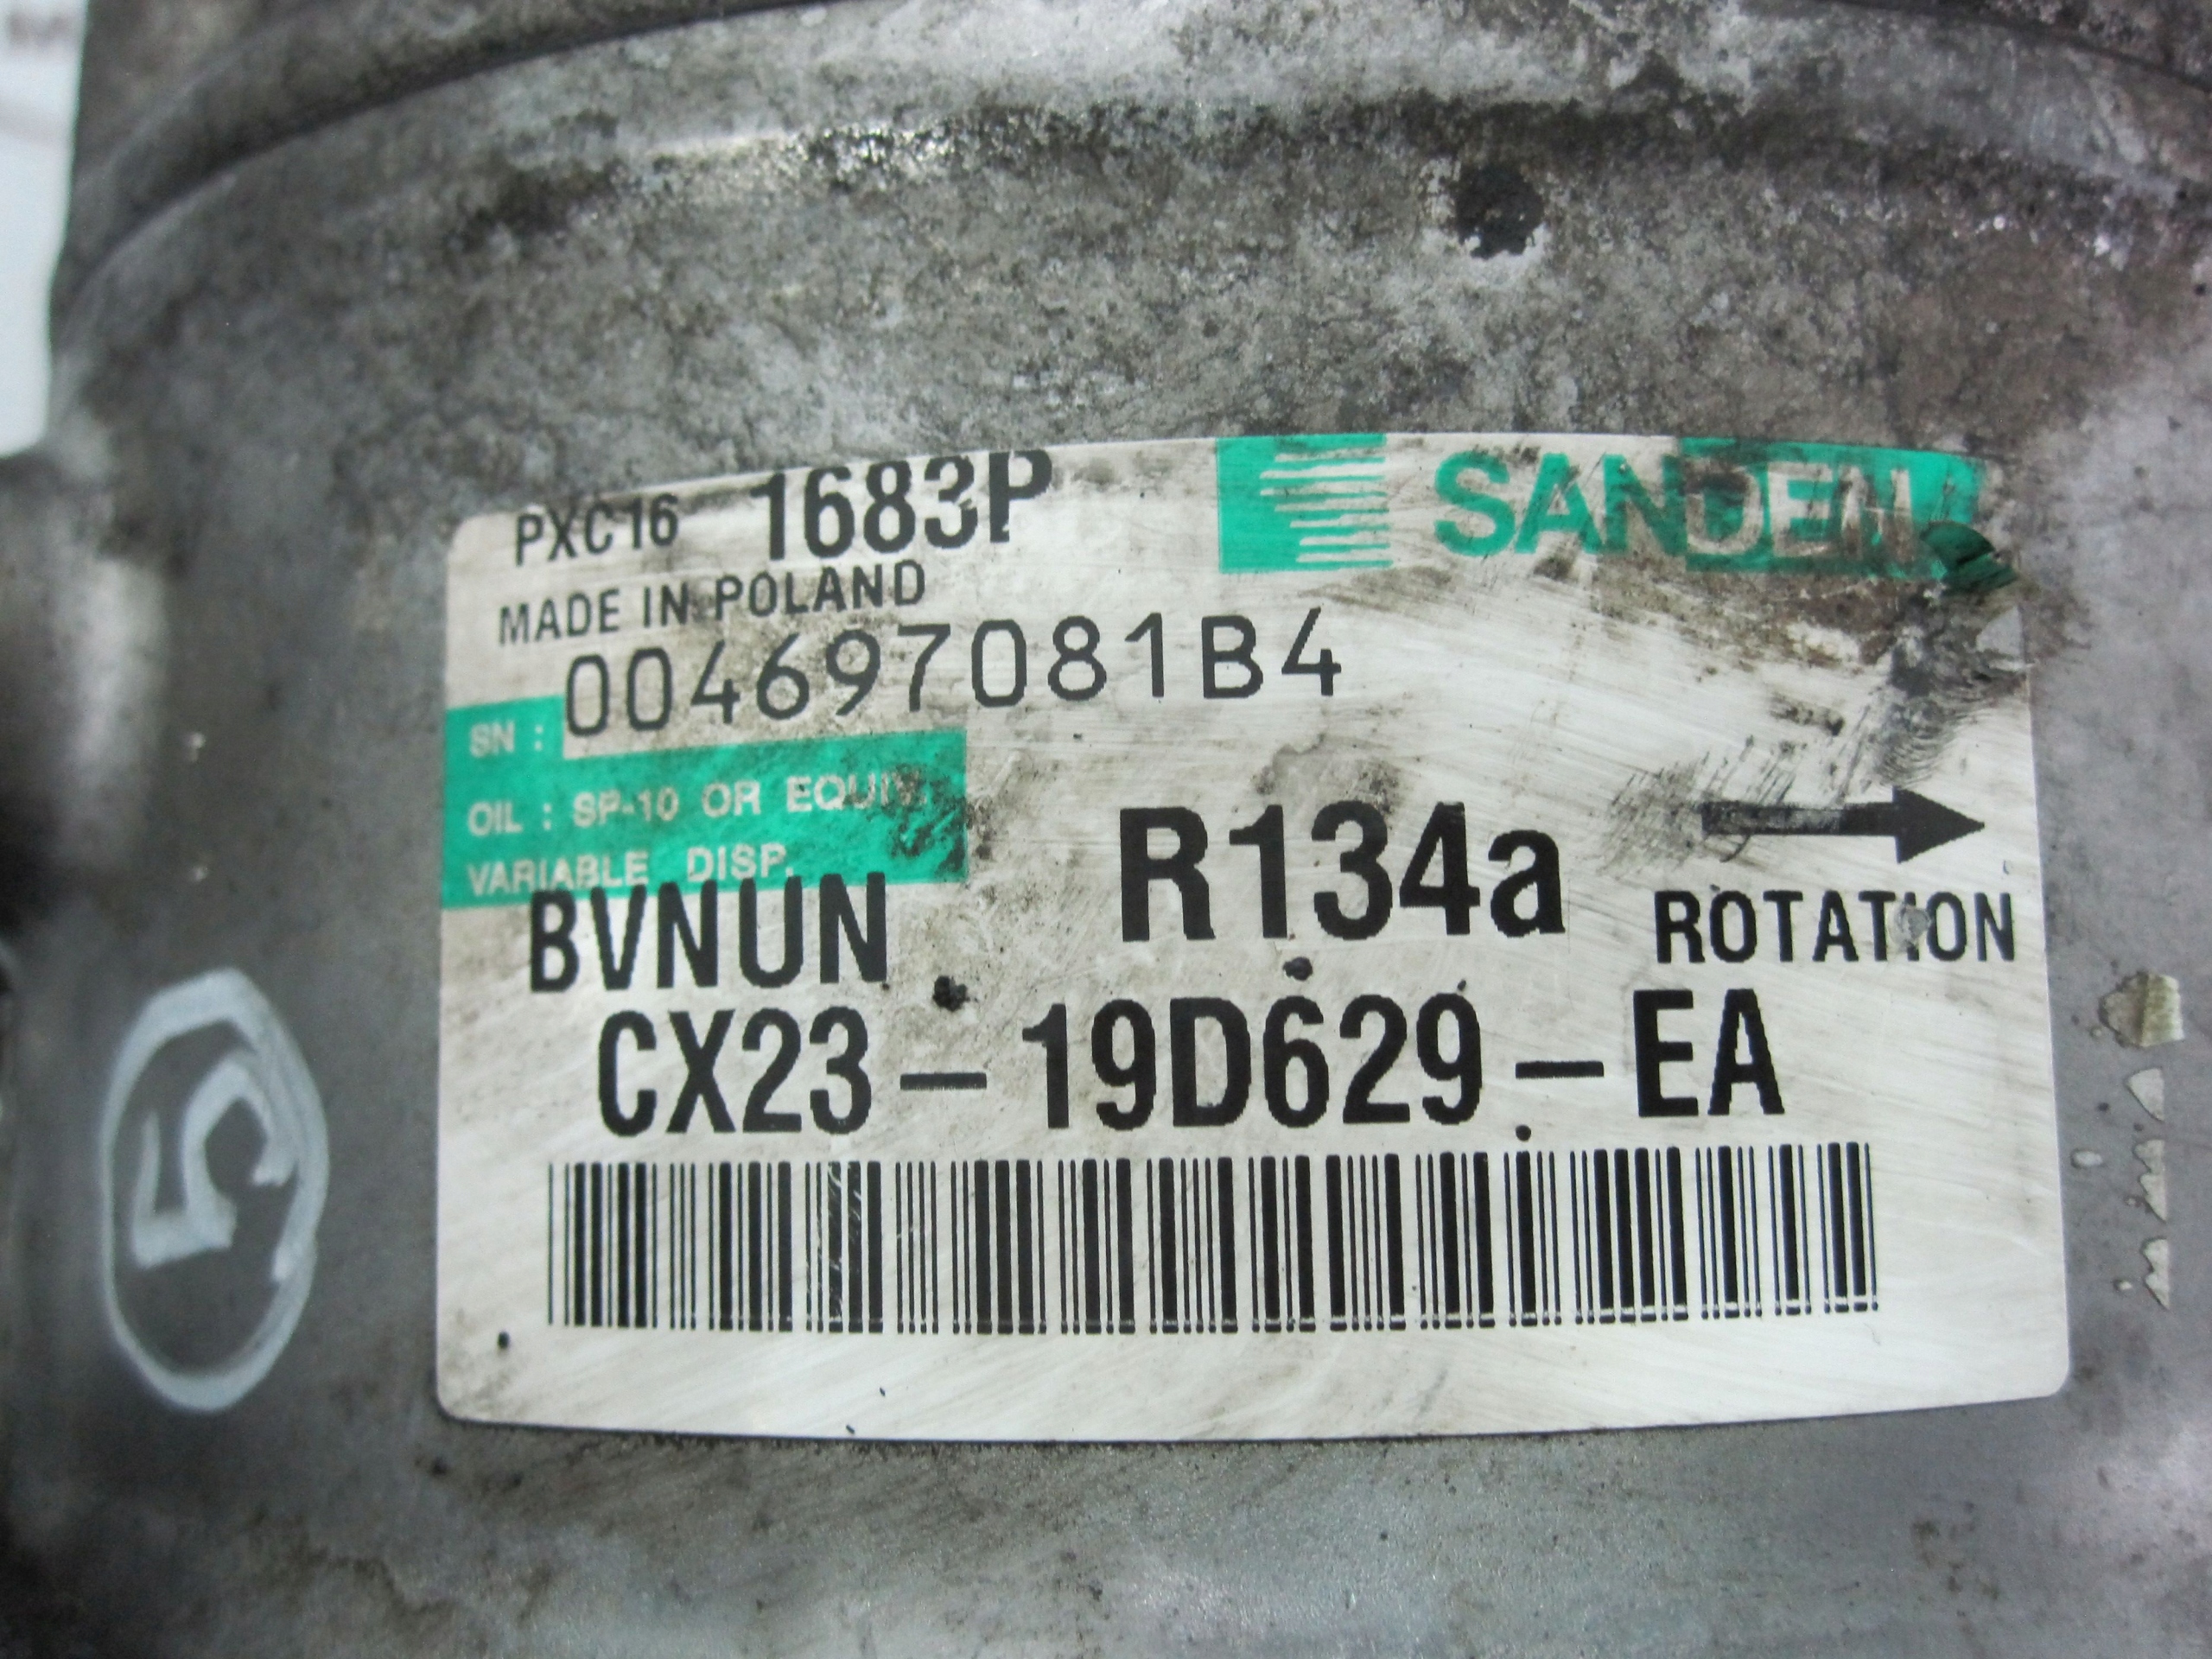 PXC16 1683P SANDEN
MADE IN POLAND
SN : 004697081B4
OIL : SP-10 OR EQUIV.
VARIABLE DISP.
R134a
BVNUN ROTATION
CX23-19D629-EA
5